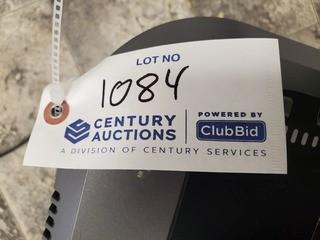 LOT NO
1084
CENTURY AUCTIONS
POWERED BY
ClubBid
A DIVISION OF CENTURY SERVICES